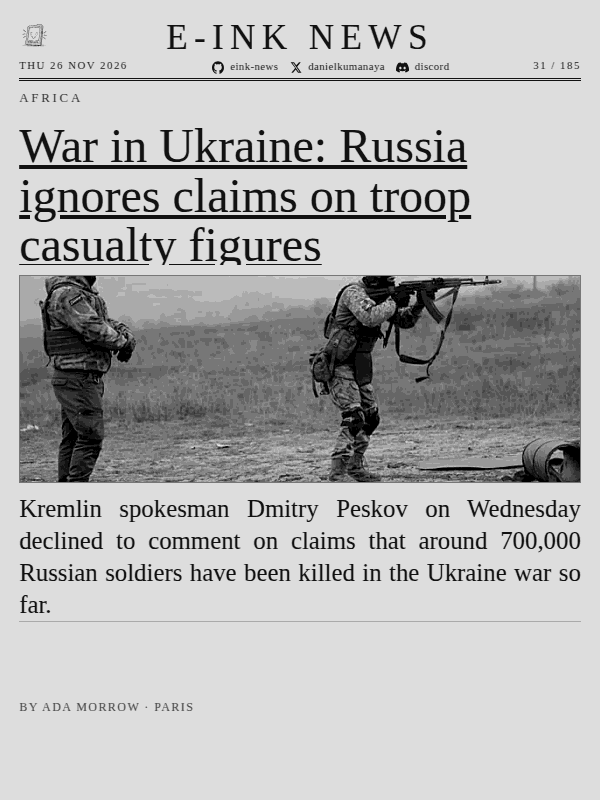 E-INK NEWS
THU 26 NOV 2026
eink-news
danielkumanaya
discord
31 / 185
AFRICA
War in Ukraine: Russia
ignores claims on troop
casualty figures
Kremlin spokesman Dmitry Peskov on Wednesday
declined to comment on claims that around 700,000
Russian soldiers have been killed in the Ukraine war so
far.
BY ADA MORROW · PARIS